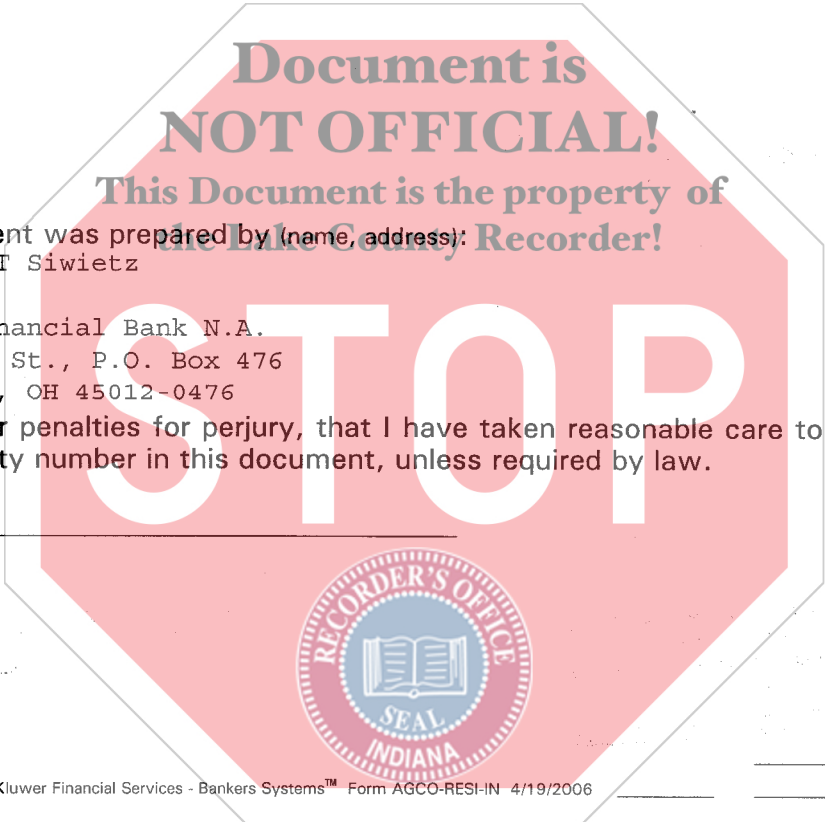 Document is
NOT OFFICIAL!
This Document is the property of
the Lake County Recorder!
ent was prepared by (name, address):
T Siwietz
nancial Bank N.A.
St., P.O. Box 476
, OH 45012-0476
r penalties for perjury, that I have taken reasonable care to
ty number in this document, unless required by law.
STOP
RECORDER'S OFFICE
SEAL
INDIANA
Kluwer Financial Services - Bankers Systems™ Form AGCO-RESI-IN 4/19/2006